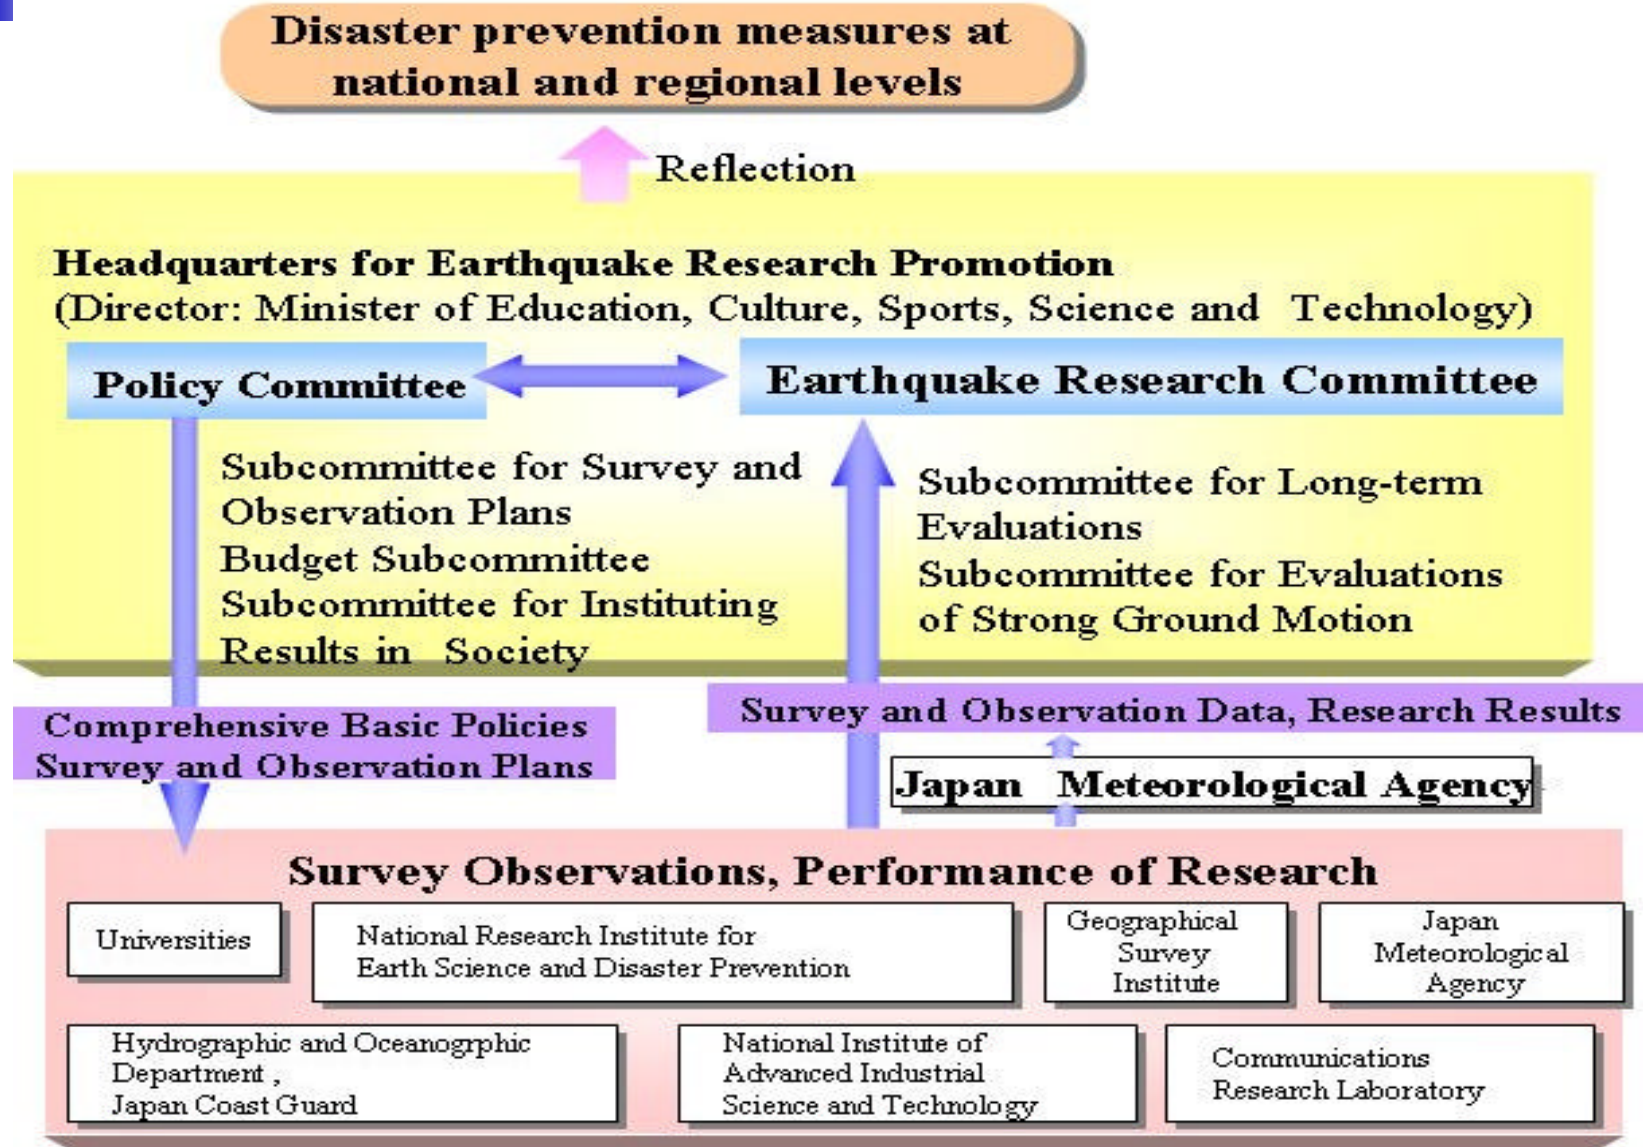 Disaster prevention measures at
national and regional levels
Reflection
Headquarters for Earthquake Research Promotion
(Director: Minister of Education, Culture, Sports, Science and Technology)
Policy Committee
Earthquake Research Committee
Subcommittee for Survey and
Observation Plans
Budget Subcommittee
Subcommittee for Instituting
Results in Society
Subcommittee for Long-term
Evaluations
Subcommittee for Evaluations
of Strong Ground Motion
Comprehensive Basic Policies
Survey and Observation Plans
Survey and Observation Data, Research Results
Japan Meteorological Agency
Survey Observations, Performance of Research
Universities
National Research Institute for
Earth Science and Disaster Prevention
Geographical
Survey
Institute
Japan
Meteorological
Agency
Hydrographic and Oceanogrphic
Department ,
Japan Coast Guard
National Institute of
Advanced Industrial
Science and Technology
Communications
Research Laboratory